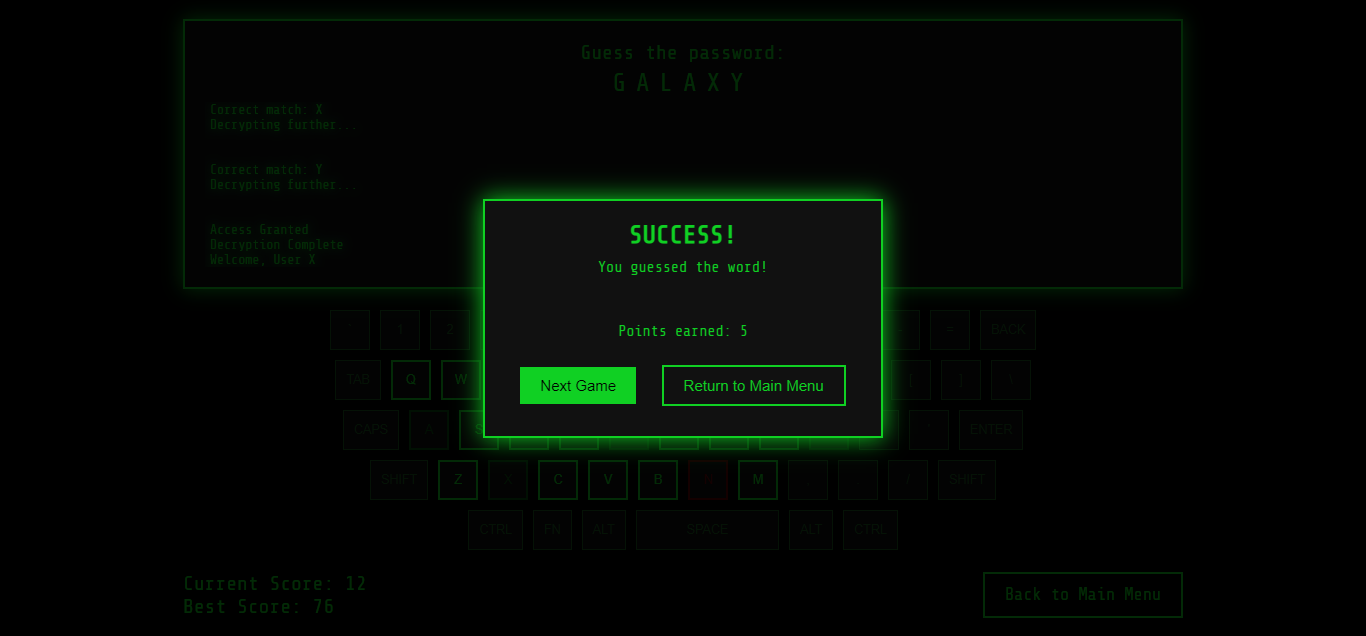 Guess the password:
GALAXY
Correct match: X
Decrypting further...
Correct match: Y
Decrypting further...
Access Granted
Decryption Complete
Welcome, User X
SUCCESS!
You guessed the word!
Points earned: 5
Next Game Return to Main Menu
1 2 = BACK
TAB Q W [ ] \
CAPS A S ' ENTER
SHIFT Z X C V B N M , . / SHIFT
CTRL FN ALT SPACE ALT CTRL
Current Score: 12
Best Score: 76
Back to Main Menu